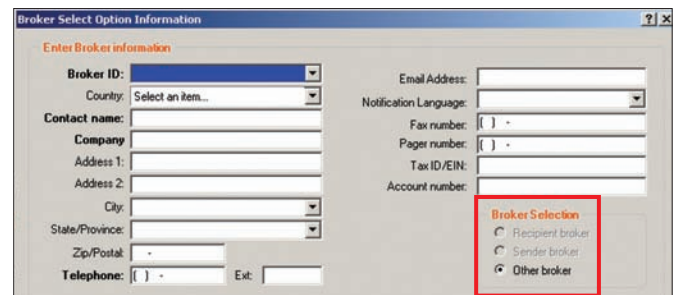 Broker Select Option Information
Enter Broker information
Broker ID:
Country: Select an item...
Contact name:
Company
Address 1:
Address 2:
City:
State/Province:
Zip/Postal: -
Telephone: ( ) - Ext:
Email Address:
Notification Language:
Fax number: ( ) -
Pager number: ( ) -
Tax ID/EIN:
Account number:
Broker Selection
Recipient broker
Sender broker
Other broker